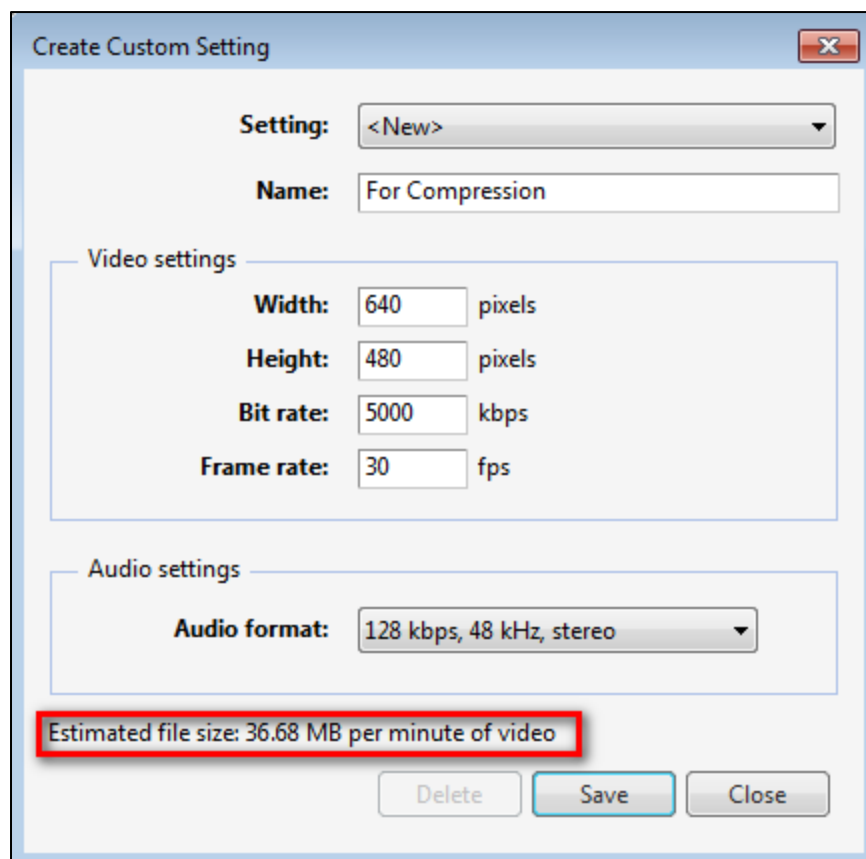 Create Custom Setting
Setting: <New>
Name: For Compression
Video settings
Width: 640 pixels
Height: 480 pixels
Bit rate: 5000 kbps
Frame rate: 30 fps
Audio settings
Audio format: 128 kbps, 48 kHz, stereo
Estimated file size: 36.68 MB per minute of video
Delete Save Close